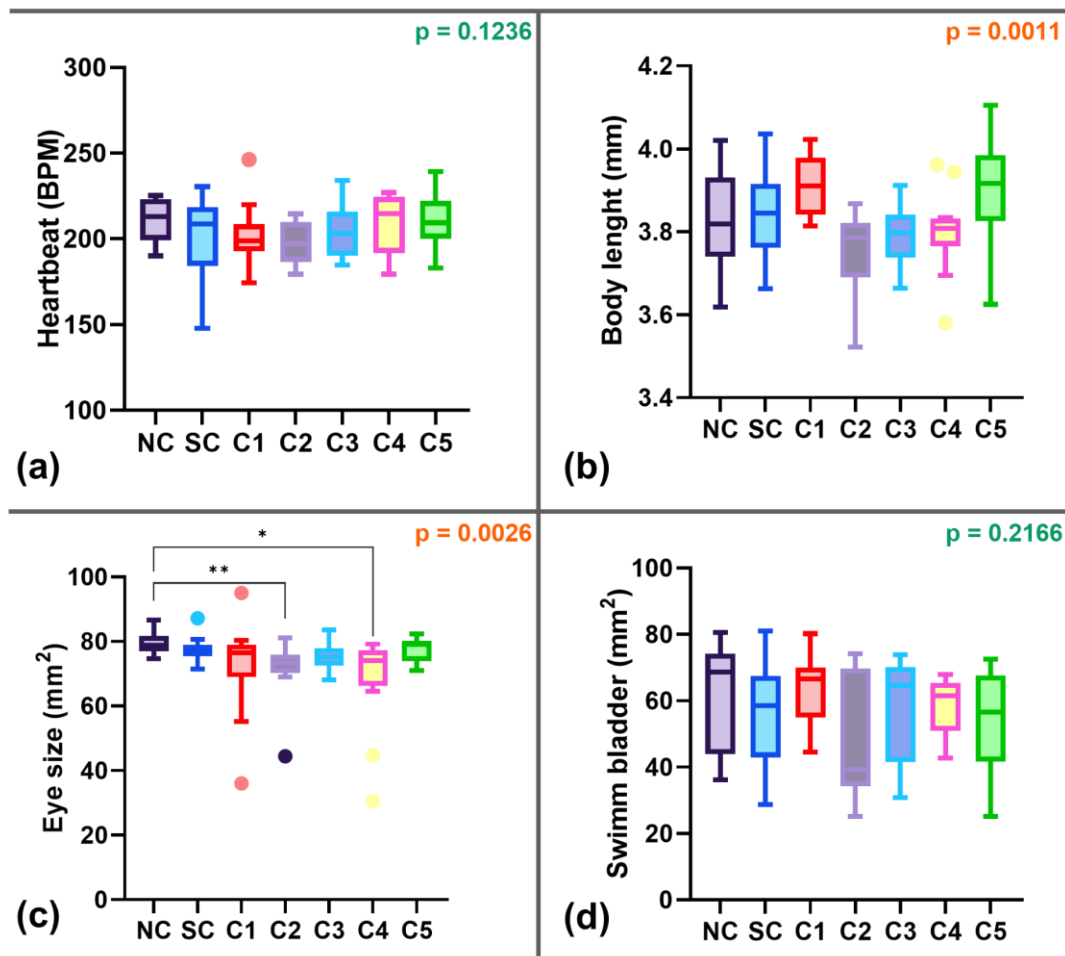 p = 0.1236
Heartbeat (BPM)
300
250
200
150
100
NC SC C1 C2 C3 C4 C5
(a)
p = 0.0011
Body lenght (mm)
4.2
4.0
3.8
3.6
3.4
NC SC C1 C2 C3 C4 C5
(b)
p = 0.0026
*
**
Eye size (mm²)
100
80
60
40
20
0
NC SC C1 C2 C3 C4 C5
(c)
p = 0.2166
Swimm bladder (mm²)
100
80
60
40
20
0
NC SC C1 C2 C3 C4 C5
(d)